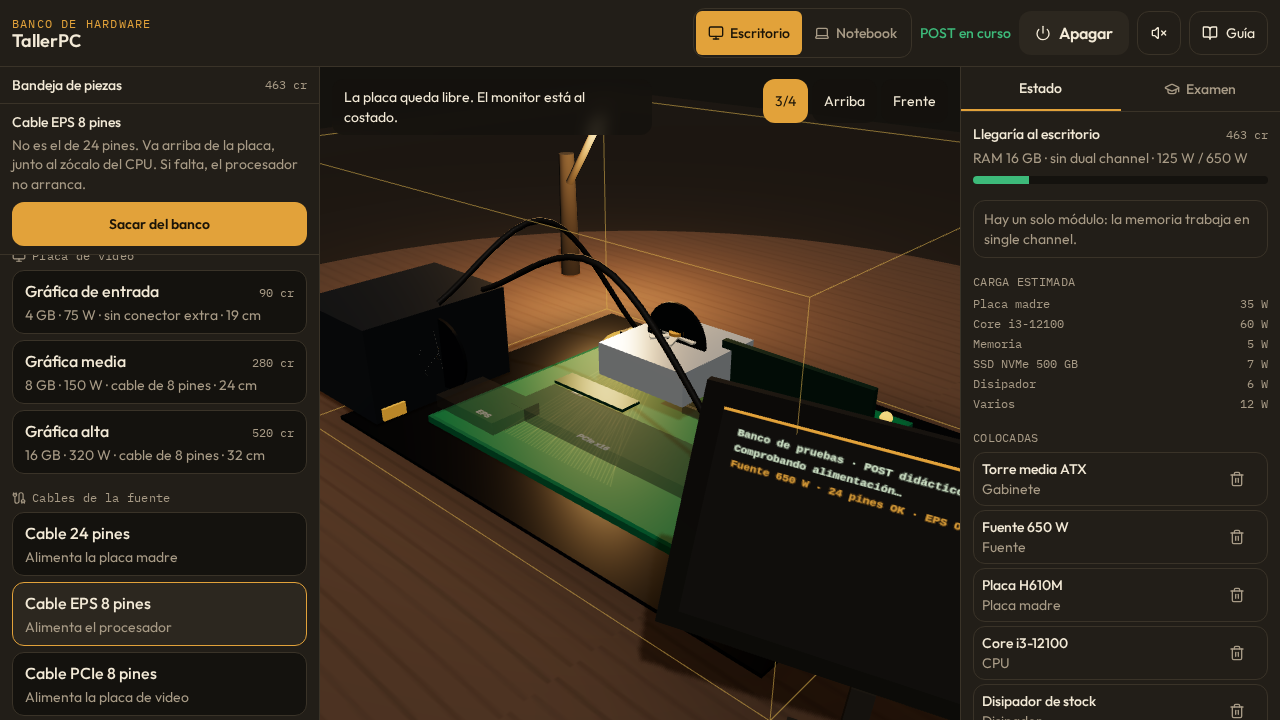 BANCO DE HARDWARE
TallerPC
Escritorio
Notebook
POST en curso
Apagar
Guía
Bandeja de piezas
463 cr
Cable EPS 8 pines
No es el de 24 pines. Va arriba de la placa,
junto al zócalo del CPU. Si falta, el procesador
no arranca.
Sacar del banco
Placa de video
Gráfica de entrada
90 cr
4 GB · 75 W · sin conector extra · 19 cm
Gráfica media
280 cr
8 GB · 150 W · cable de 8 pines · 24 cm
Gráfica alta
520 cr
16 GB · 320 W · cable de 8 pines · 32 cm
Cables de la fuente
Cable 24 pines
Alimenta la placa madre
Cable EPS 8 pines
Alimenta el procesador
Cable PCIe 8 pines
Alimenta la placa de video
La placa queda libre. El monitor está al
costado.
3/4
Arriba
Frente
EPS
PCIe x16
Banco de pruebas · POST didáctico
Comprobando alimentación…
Fuente 650 W · 24 pines OK · EPS
Estado
Examen
Llegaría al escritorio
463 cr
RAM 16 GB · sin dual channel · 125 W / 650 W
Hay un solo módulo: la memoria trabaja en
single channel.
CARGA ESTIMADA
Placa madre
35 W
Core i3-12100
60 W
Memoria
5 W
SSD NVMe 500 GB
7 W
Disipador
6 W
Varios
12 W
COLOCADAS
Torre media ATX
Gabinete
Fuente 650 W
Fuente
Placa H610M
Placa madre
Core i3-12100
CPU
Disipador de stock
Disipador